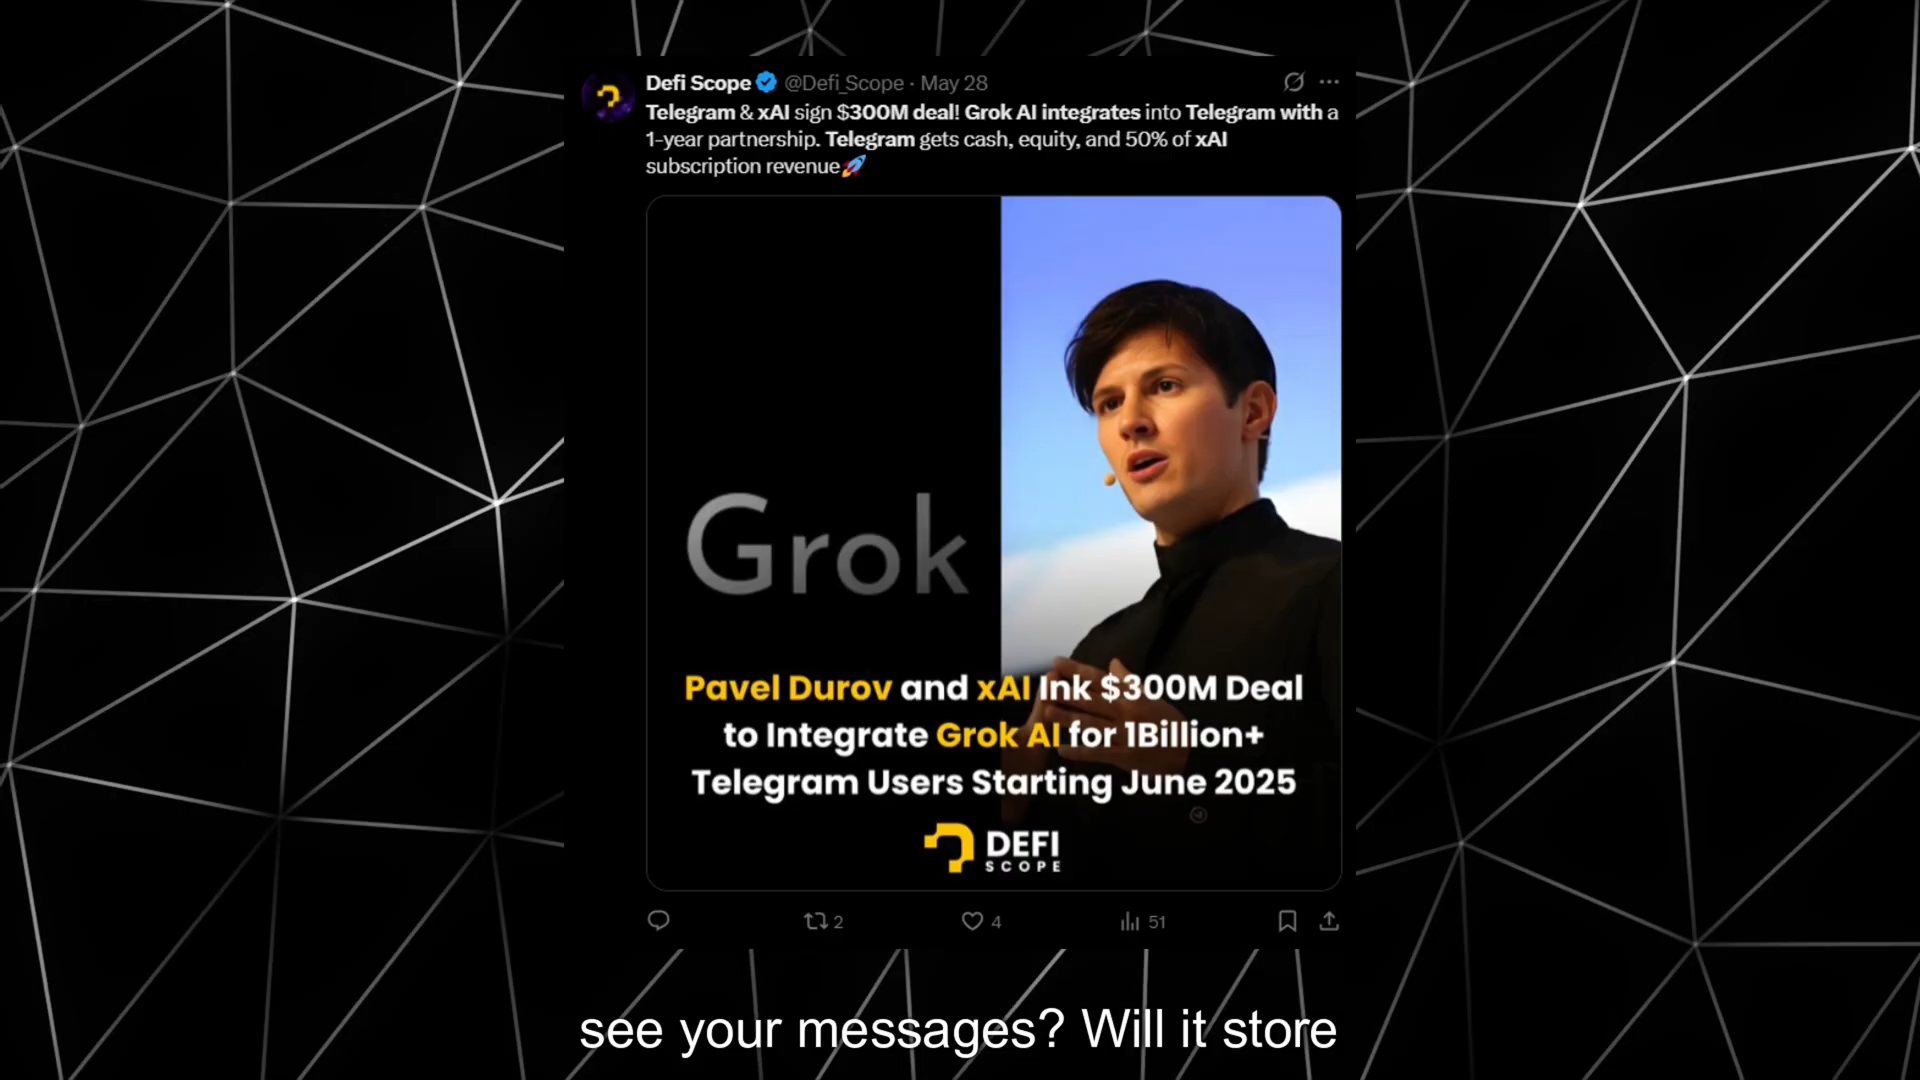 Defi Scope @Defi_Scope · May 28
Telegram & xAI sign $300M deal! Grok AI integrates into Telegram with a
1-year partnership. Telegram gets cash, equity, and 50% of xAI
subscription revenue🚀
Grok
Pavel Durov and xAI Ink $300M Deal
to Integrate Grok AI for 1Billion+
Telegram Users Starting June 2025
DEFI
SCOPE
2 4 51
see your messages? Will it store